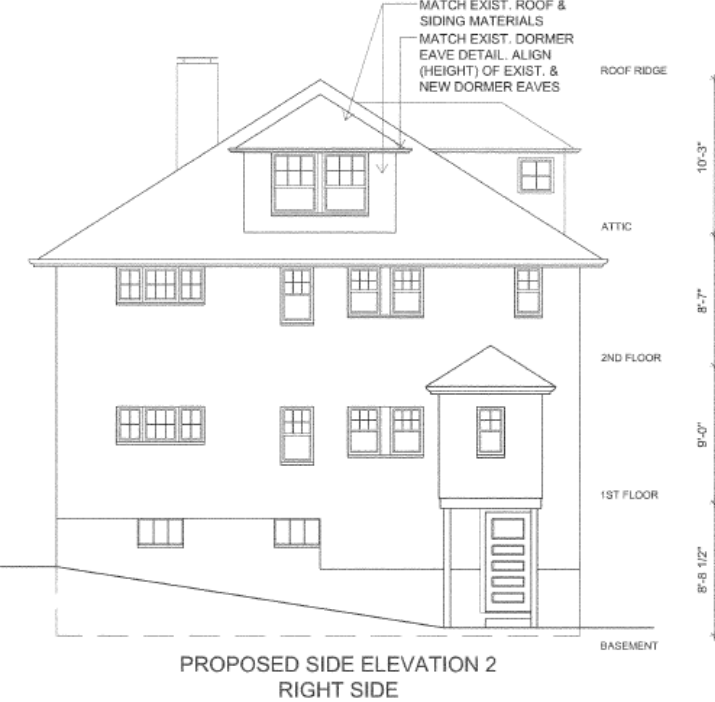 MATCH EXIST. ROOF &
SIDING MATERIALS
MATCH EXIST. DORMER
EAVE DETAIL. ALIGN
(HEIGHT) OF EXIST. &
NEW DORMER EAVES
ROOF RIDGE
10'-3"
ATTIC
8'-7"
2ND FLOOR
9'-0"
1ST FLOOR
8'-8 1/2"
BASEMENT
PROPOSED SIDE ELEVATION 2
RIGHT SIDE